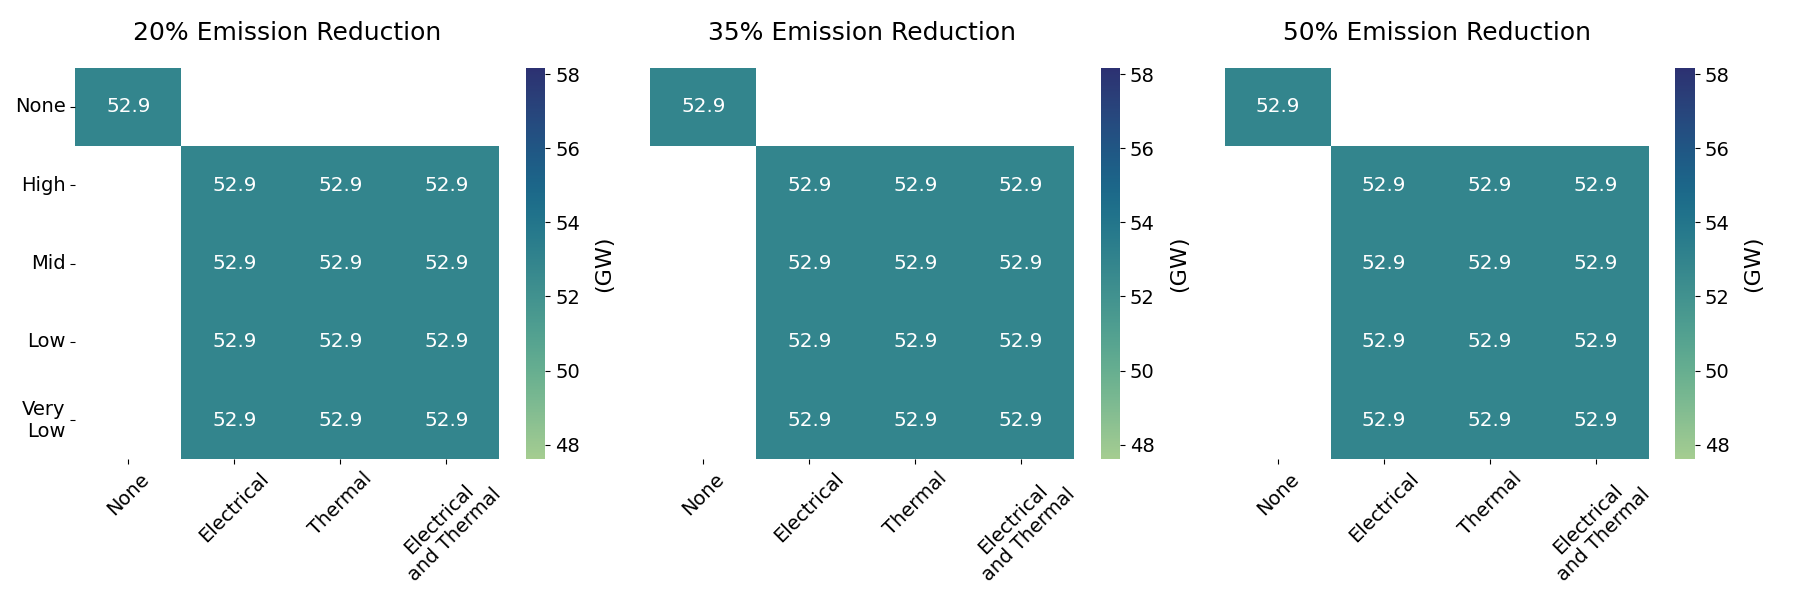 20% Emission Reduction
35% Emission Reduction
50% Emission Reduction
None
52.9
58
52.9
58
52.9
58
56
56
56
High
52.9 52.9 52.9
52.9 52.9 52.9
52.9 52.9 52.9
54
54
54
Mid
52.9 52.9 52.9
(GW)
52.9 52.9 52.9
(GW)
52.9 52.9 52.9
(GW)
52
52
52
Low
52.9 52.9 52.9
52.9 52.9 52.9
52.9 52.9 52.9
50
50
50
Very
Low
52.9 52.9 52.9
52.9 52.9 52.9
52.9 52.9 52.9
48
48
48
None
Electrical
Thermal
Electrical
and Thermal
None
Electrical
Thermal
Electrical
and Thermal
None
Electrical
Thermal
Electrical
and Thermal